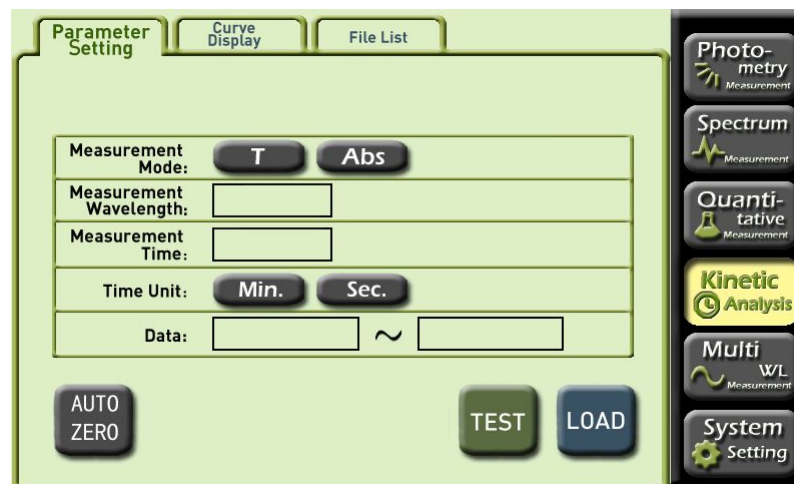 Parameter
Setting
Curve
Display
File List
Measurement
Mode:
T
Abs
Measurement
Wavelength:
Measurement
Time:
Time Unit:
Min.
Sec.
Data:
~
AUTO
ZERO
TEST
LOAD
Photo-
metry
Measurement
Spectrum
Measurement
Quanti-
tative
Measurement
Kinetic
Analysis
Multi
WL
Measurement
System
Setting